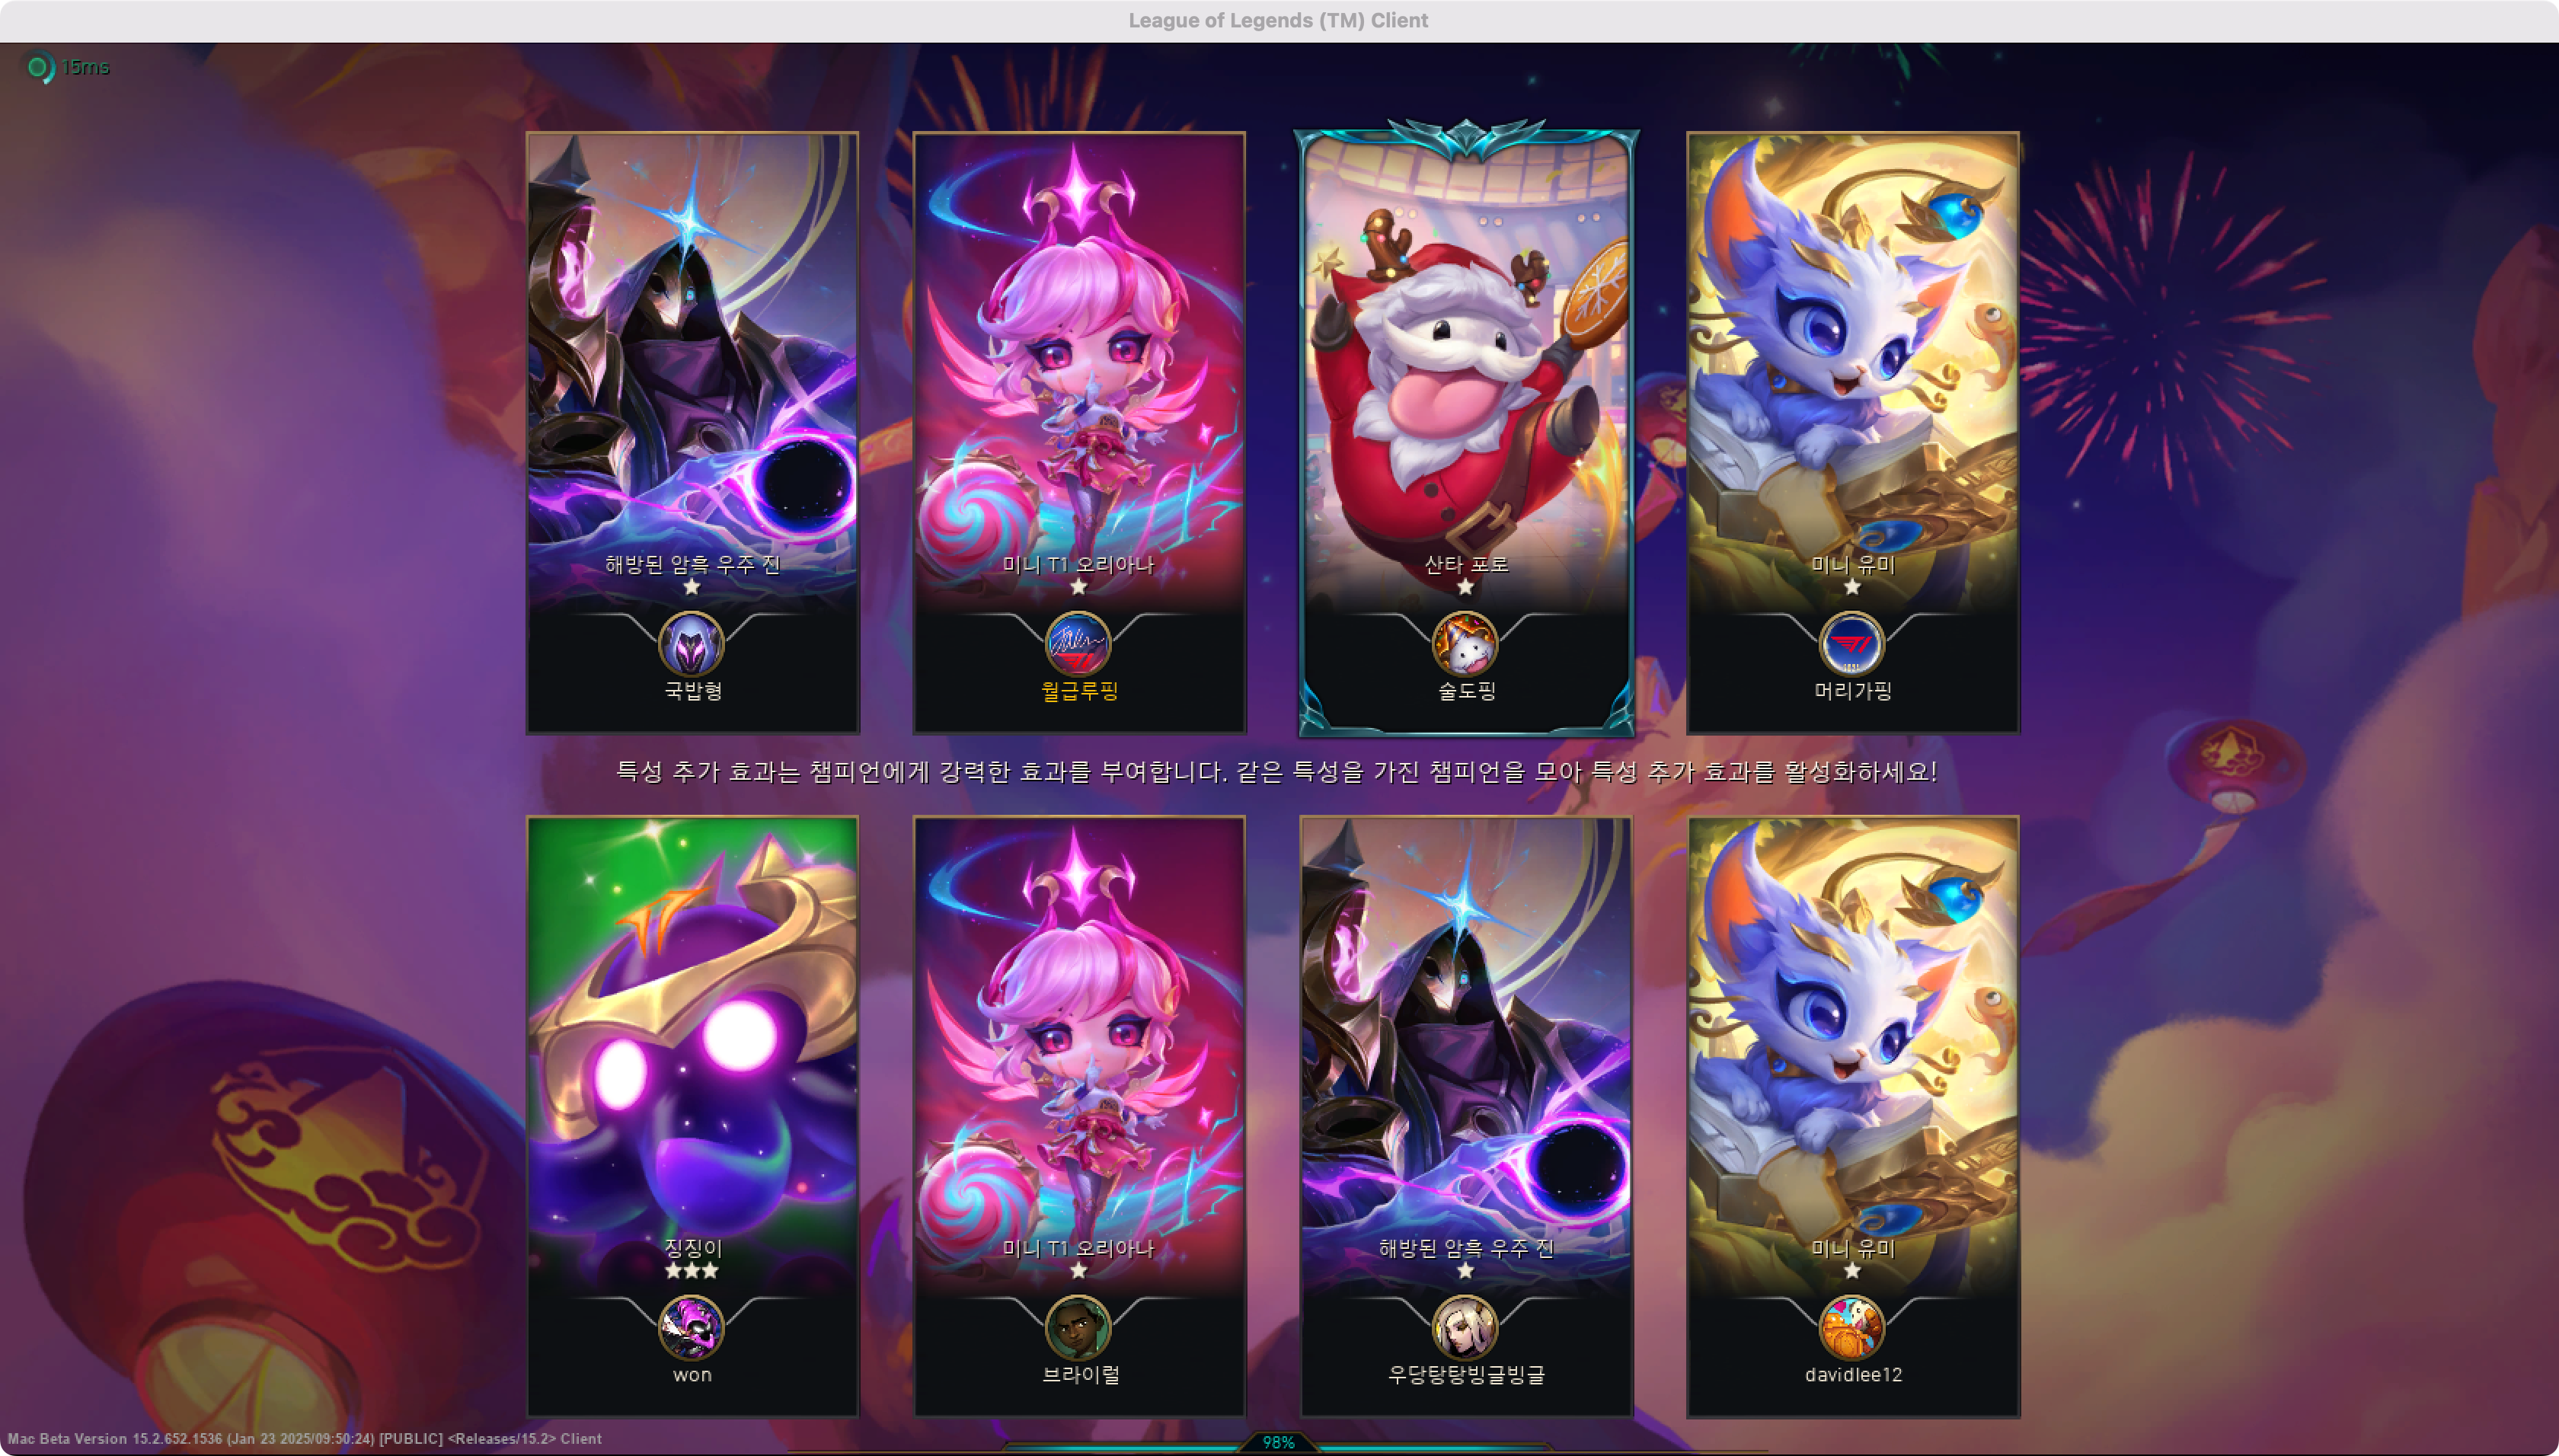 League of Legends (TM) Client
15ms
해방된 암흑 우주 진
국밥형
미니 T1 오리아나
월급루핑
산타 포로
술도핑
미니 유미
머리가핑
특성 추가 효과는 챔피언에게 강력한 효과를 부여합니다. 같은 특성을 가진 챔피언을 모아 특성 추가 효과를 활성화하세요!
징징이
won
미니 T1 오리아나
브라이럴
해방된 암흑 우주 진
우당탕탕빙글빙글
미니 유미
davidlee12
Mac Beta Version 15.2.652.1536 (Jan 23 2025/09:50:24) [PUBLIC] <Releases/15.2> Client
98%